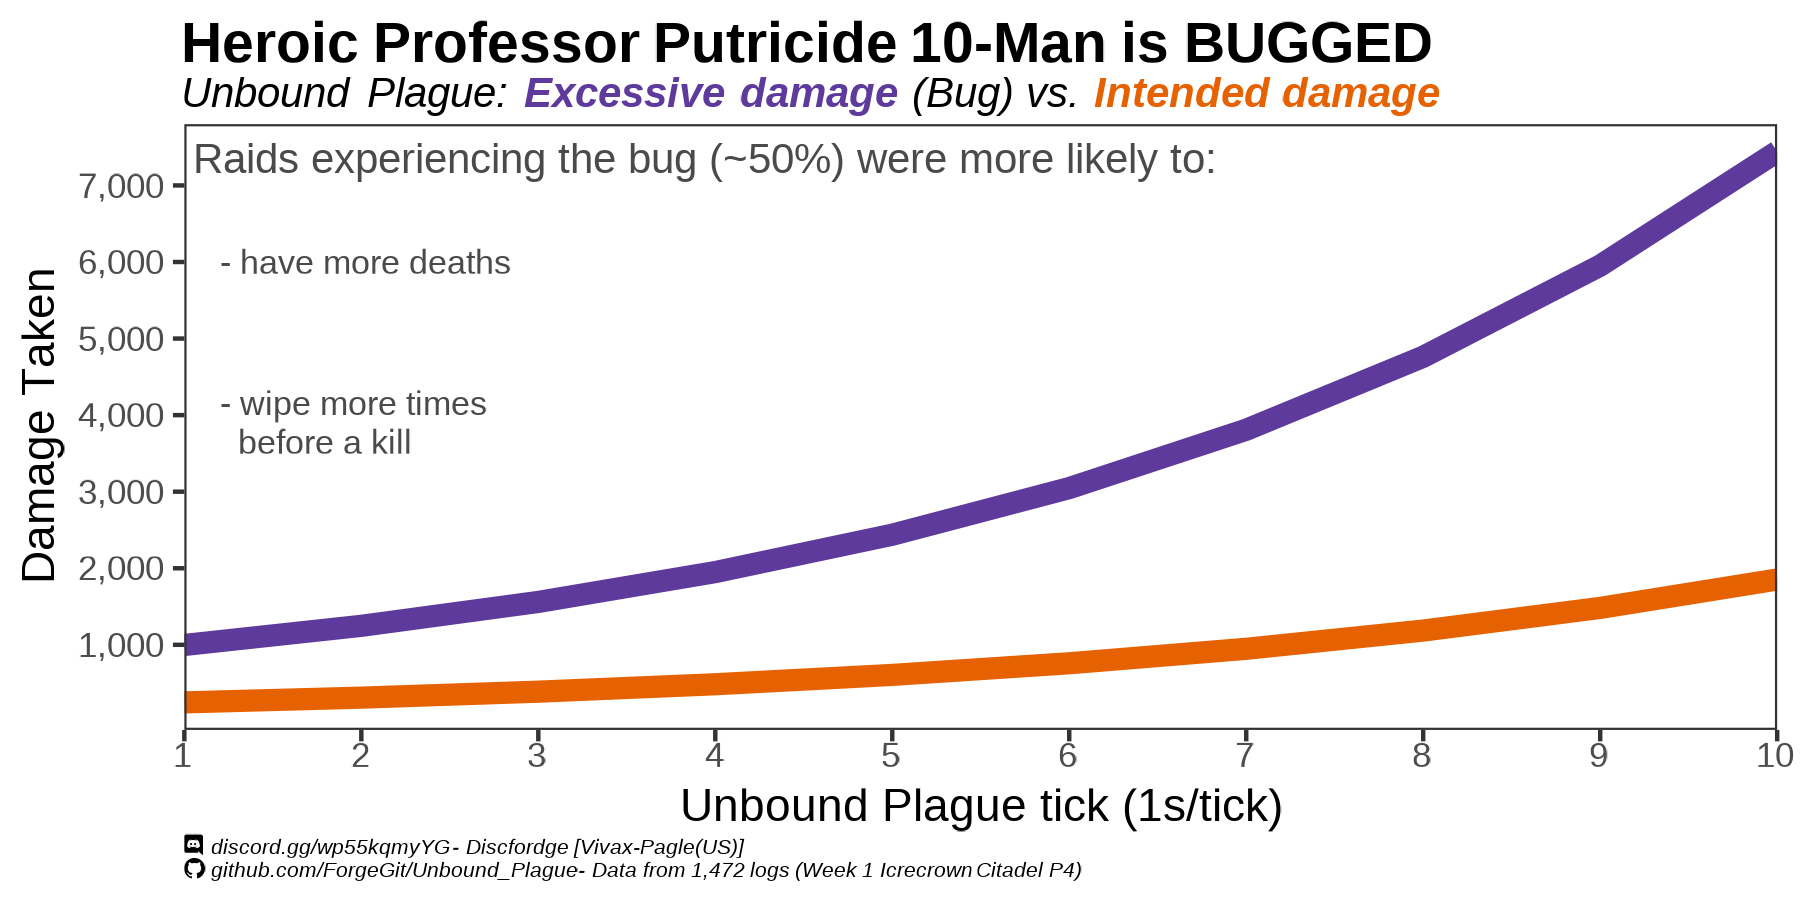 Heroic Professor Putricide 10-Man is BUGGED
Unbound Plague: Excessive damage (Bug) vs. Intended damage
Raids experiencing the bug (~50%) were more likely to:
- have more deaths
- wipe more times
before a kill
Damage Taken
7,000
6,000
5,000
4,000
3,000
2,000
1,000
1 2 3 4 5 6 7 8 9 10
Unbound Plague tick (1s/tick)
discord.gg/wp55kqmyYG- Discfordge [Vivax-Pagle(US)]
github.com/ForgeGit/Unbound_Plague- Data from 1,472 logs (Week 1 Icrecrown Citadel P4)